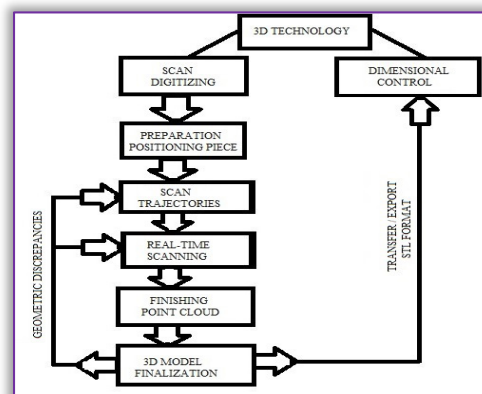 3D TECHNOLOGY
SCAN
DIGITIZING
DIMENSIONAL
CONTROL
PREPARATION
POSITIONING PIECE
SCAN
TRAJECTORIES
REAL-TIME
SCANNING
FINISHING
POINT CLOUD
3D MODEL
FINALIZATION
GEOMETRIC DISCREPANCIES
TRANSFER / EXPORT
STL FORMAT